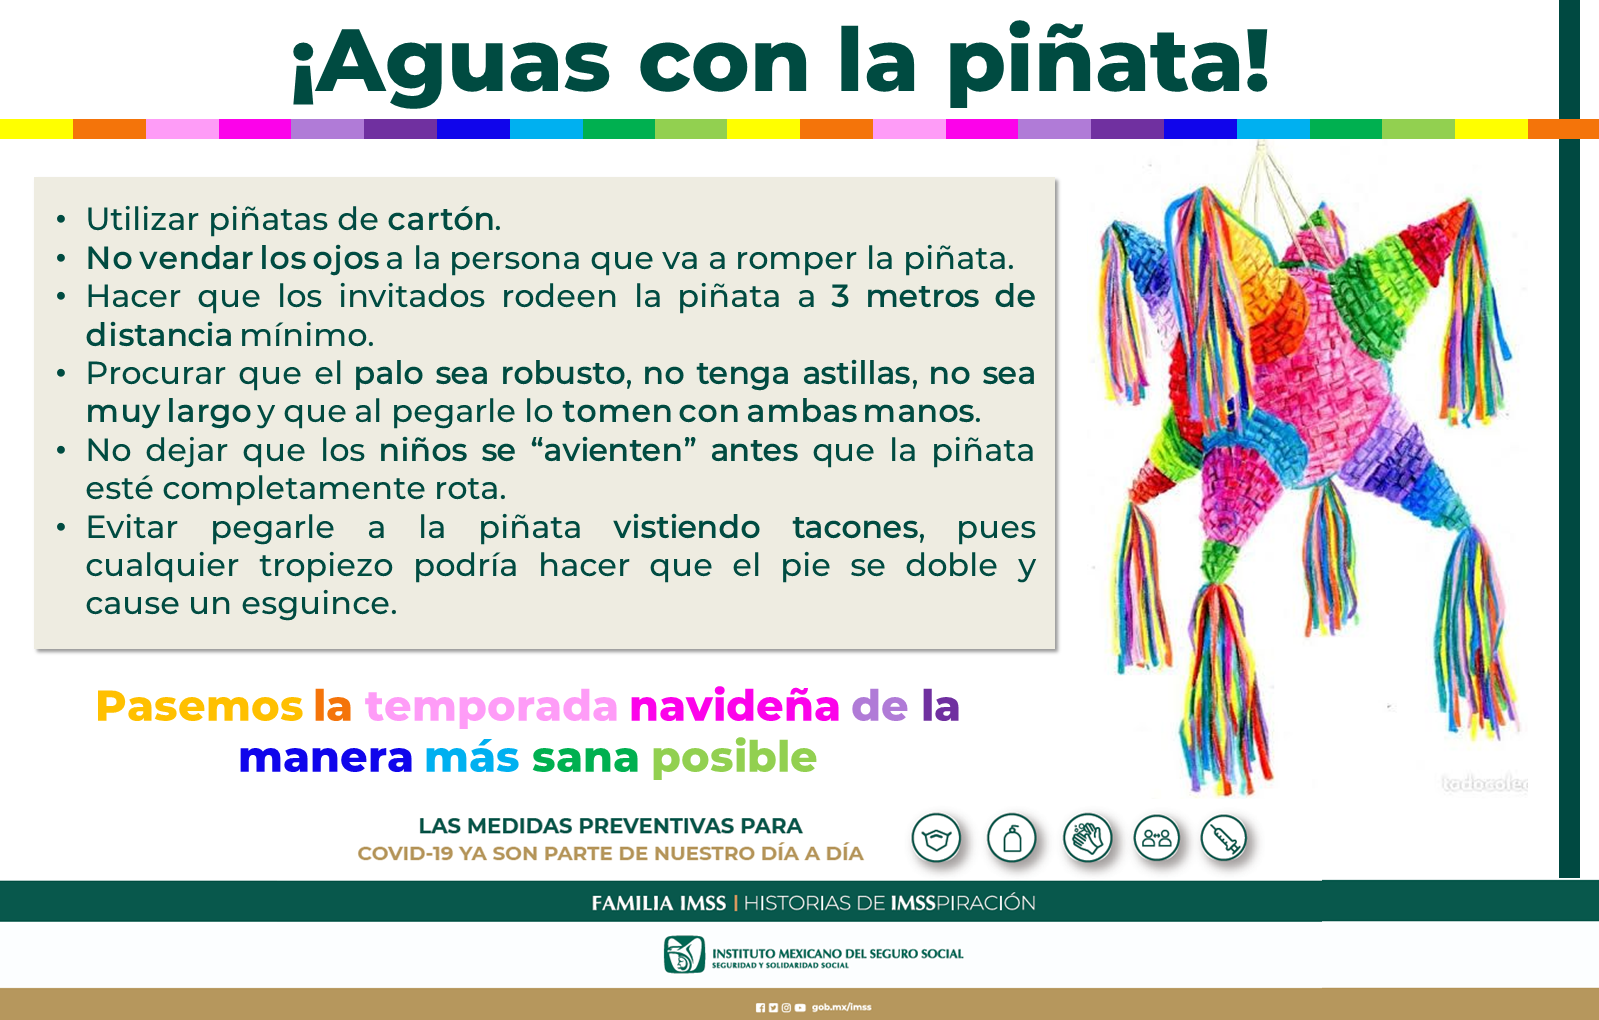 ¡Aguas con la piñata!
• Utilizar piñatas de cartón.
• No vendar los ojos a la persona que va a romper la piñata.
• Hacer que los invitados rodeen la piñata a 3 metros de
distancia mínimo.
• Procurar que el palo sea robusto, no tenga astillas, no sea
muy largo y que al pegarle lo tomen con ambas manos.
• No dejar que los niños se “avienten” antes que la piñata
esté completamente rota.
• Evitar pegarle a la piñata vistiendo tacones, pues
cualquier tropiezo podría hacer que el pie se doble y
cause un esguince.
Pasemos la temporada navideña de la
manera más sana posible
todocolec
LAS MEDIDAS PREVENTIVAS PARA
COVID-19 YA SON PARTE DE NUESTRO DÍA A DÍA
FAMILIA IMSS | HISTORIAS DE IMSSPIRACIÓN
INSTITUTO MEXICANO DEL SEGURO SOCIAL
SEGURIDAD Y SOLIDARIDAD SOCIAL
gob.mx/imss